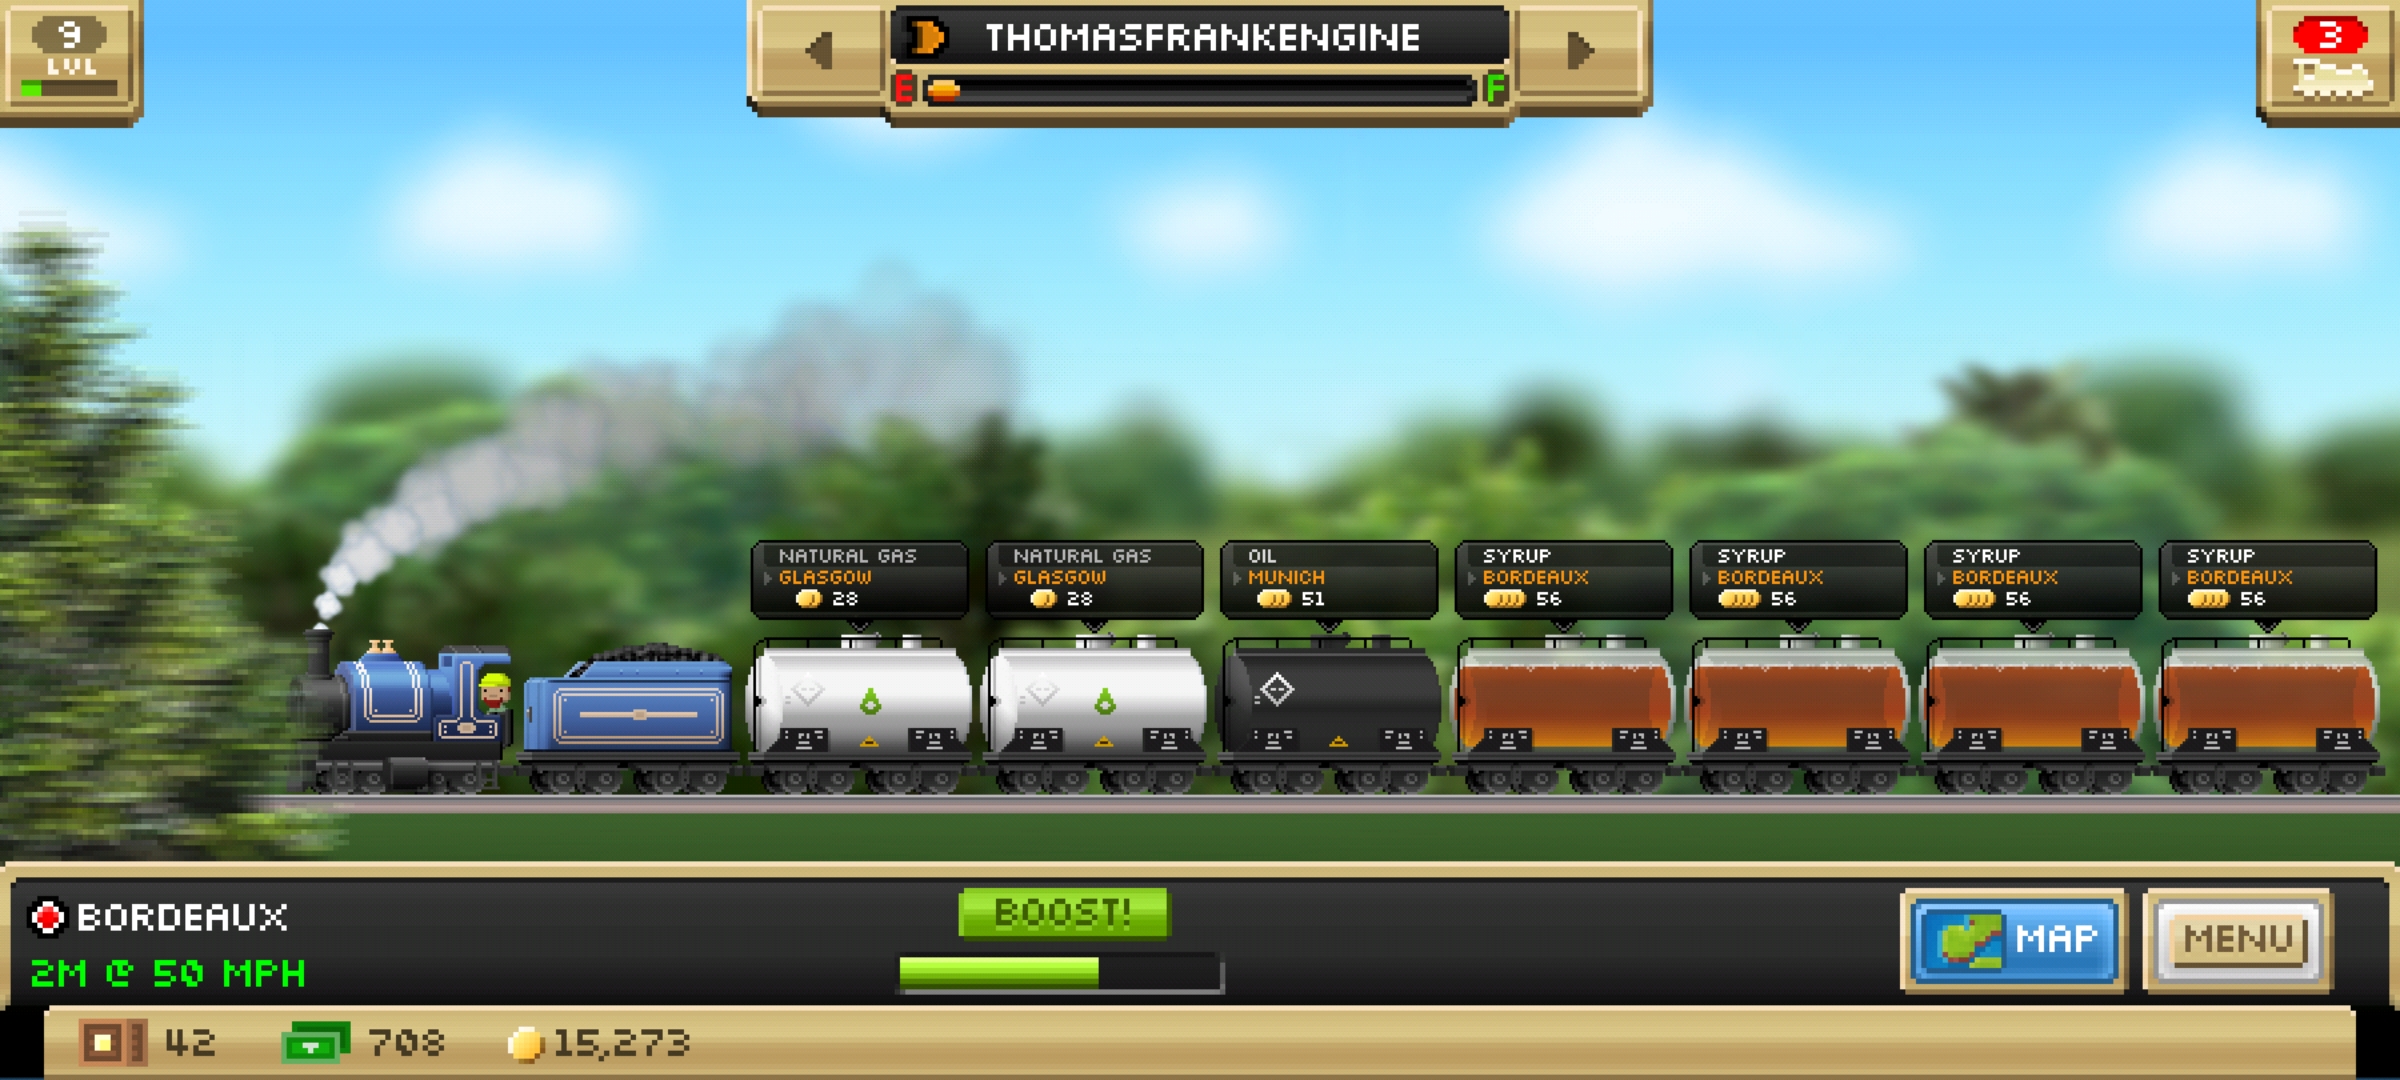 9
LVL
THOMASFRANKENGINE
E F
3
NATURAL GAS
GLASGOW
28
NATURAL GAS
GLASGOW
28
OIL
MUNICH
51
SYRUP
BORDEAUX
56
SYRUP
BORDEAUX
56
SYRUP
BORDEAUX
56
SYRUP
BORDEAUX
56
BORDEAUX
2M @ 50 MPH
BOOST!
MAP
MENU
42
708
15,273